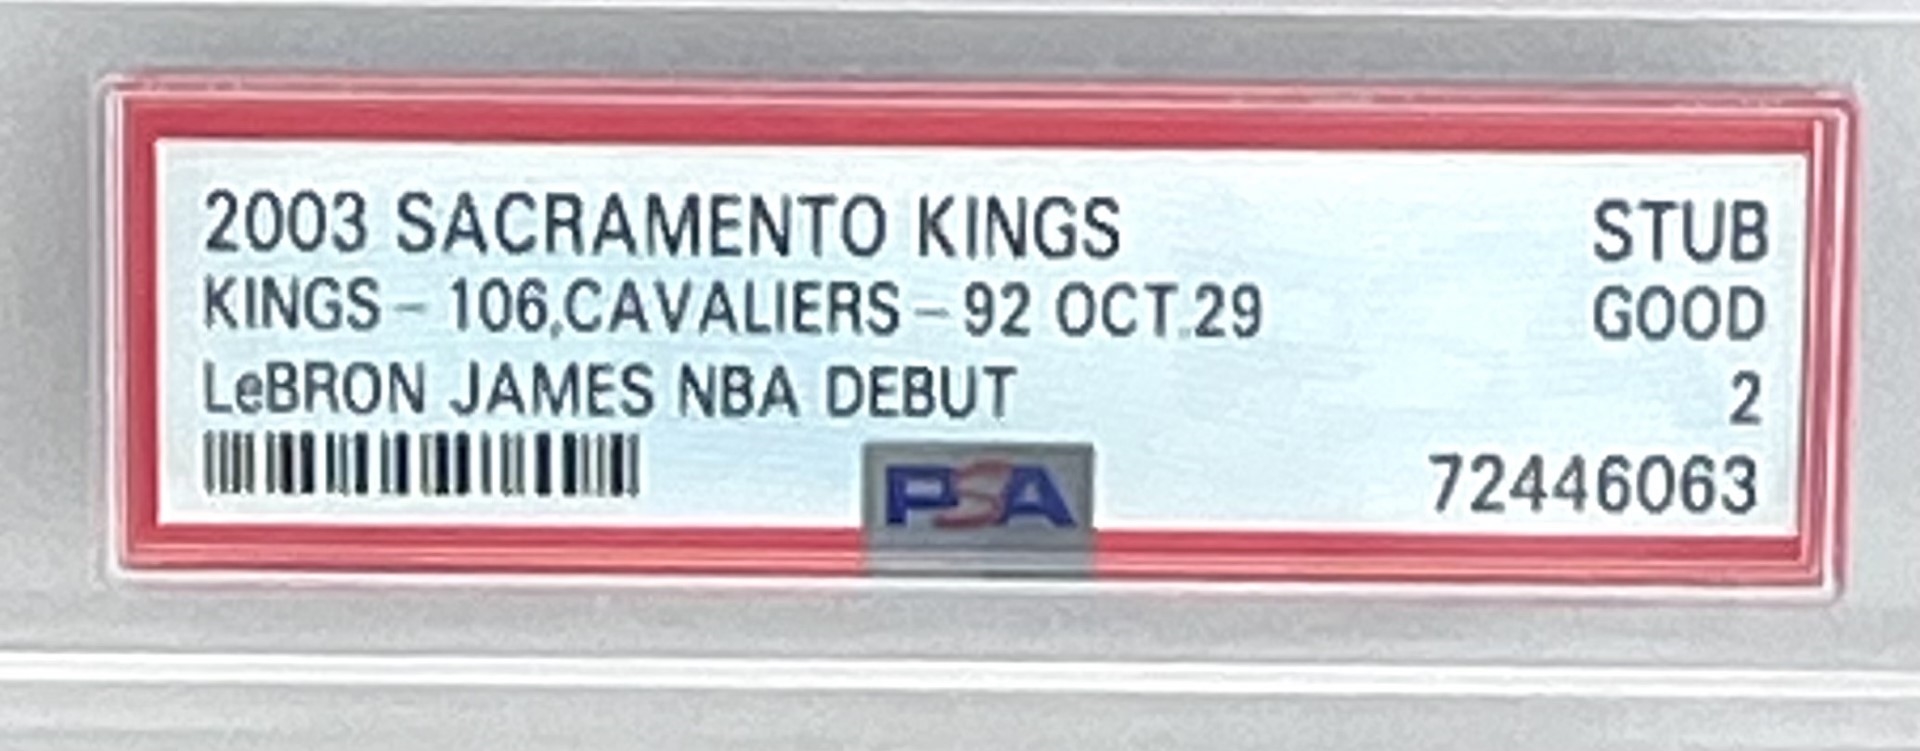 2003 SACRAMENTO KINGS STUB
KINGS - 106,CAVALIERS - 92 OCT.29 GOOD
LeBRON JAMES NBA DEBUT 2
PSA 72446063